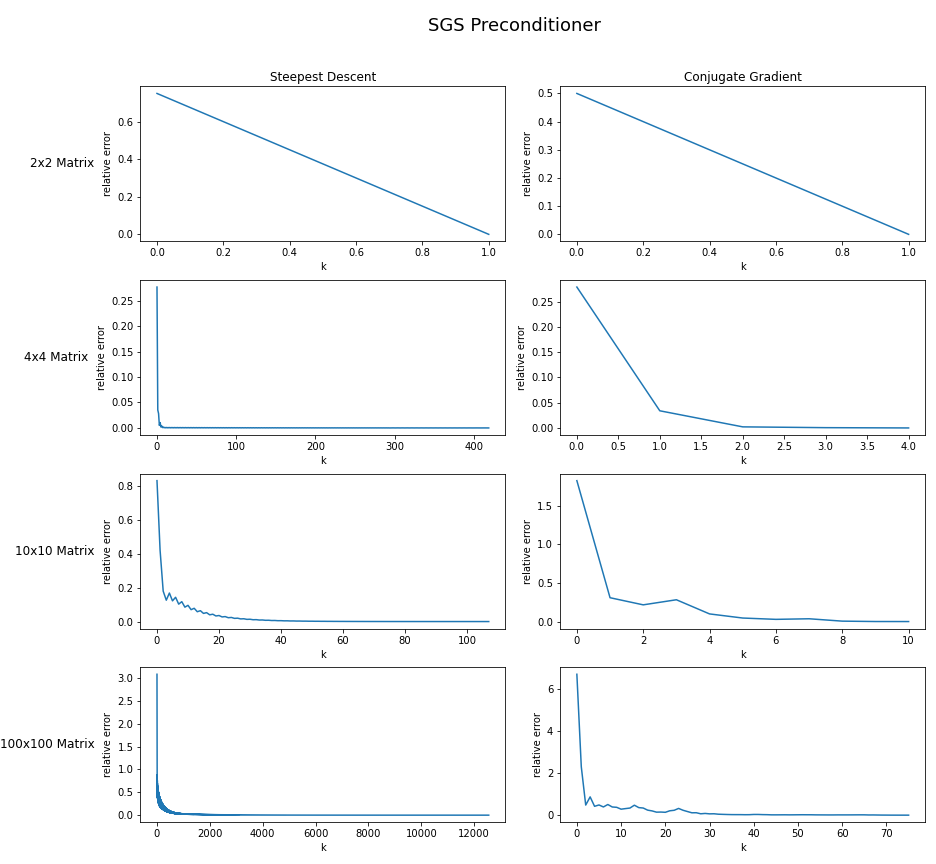 SGS Preconditioner
Steepest Descent
Conjugate Gradient
2x2 Matrix
relative error
0.6
0.4
0.2
0.0
0.0 0.2 0.4 0.6 0.8 1.0
k
relative error
0.5
0.4
0.3
0.2
0.1
0.0
0.0 0.2 0.4 0.6 0.8 1.0
k
4x4 Matrix
relative error
0.25
0.20
0.15
0.10
0.05
0.00
0 100 200 300 400
k
relative error
0.25
0.20
0.15
0.10
0.05
0.00
0.0 0.5 1.0 1.5 2.0 2.5 3.0 3.5 4.0
k
10x10 Matrix
relative error
0.8
0.6
0.4
0.2
0.0
0 20 40 60 80 100
k
relative error
1.5
1.0
0.5
0.0
0 2 4 6 8 10
k
100x100 Matrix
relative error
3.0
2.5
2.0
1.5
1.0
0.5
0.0
0 2000 4000 6000 8000 10000 12000
k
relative error
6
4
2
0
0 10 20 30 40 50 60 70
k